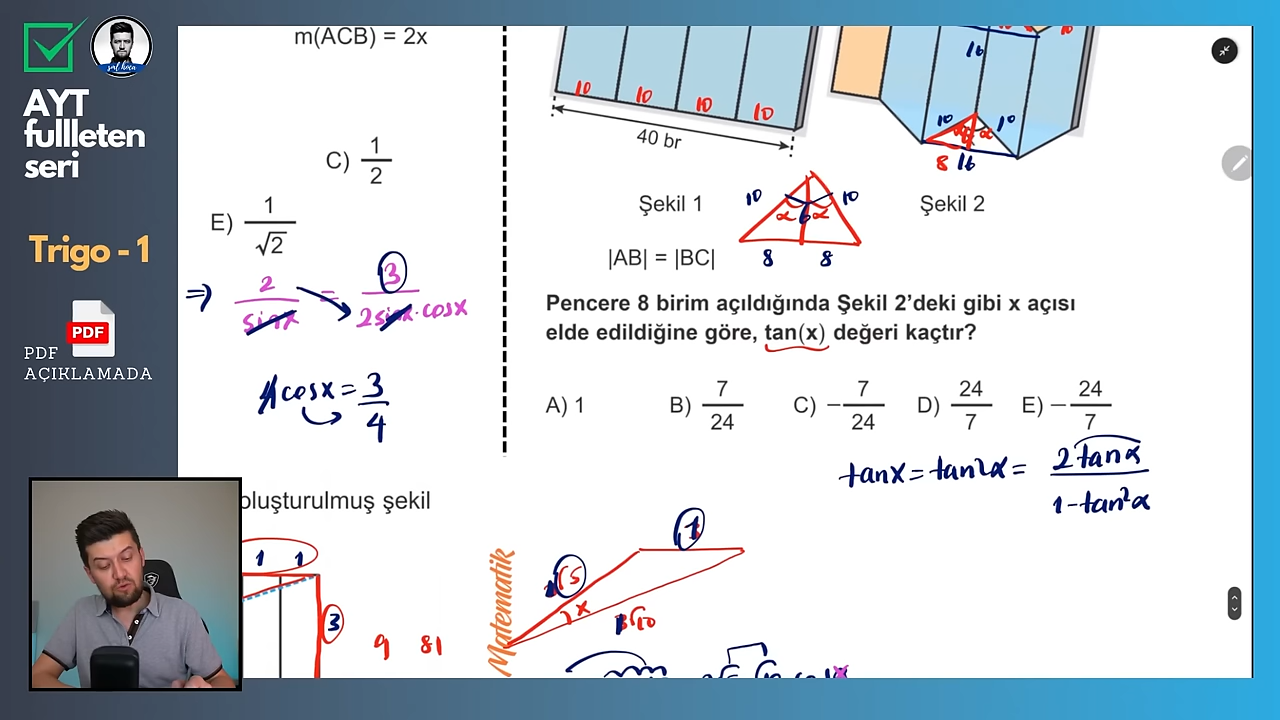 AYT
fullleten
seri
Trigo - 1
PDF
PDF
AÇIKLAMADA
m(ACB) = 2x
C) 1/2
E) 1/√2
⇒ 2/sinx = 3/2sinx·cosx
cosx = 3/4
oluşturulmuş şekil
1 1
3
9 81
10 10 10 10
40 br
16
10 α 10
8 16
Şekil 1
10 α 6 α 10
8 8
Şekil 2
|AB| = |BC|
Pencere 8 birim açıldığında Şekil 2'deki gibi x açısı
elde edildiğine göre, tan(x) değeri kaçtır?
A) 1 B) 7/24 C) −7/24 D) 24/7 E) −24/7
tanx = tan2α = 2tanα/1-tan²α
Matematik
1
√5
x
√10